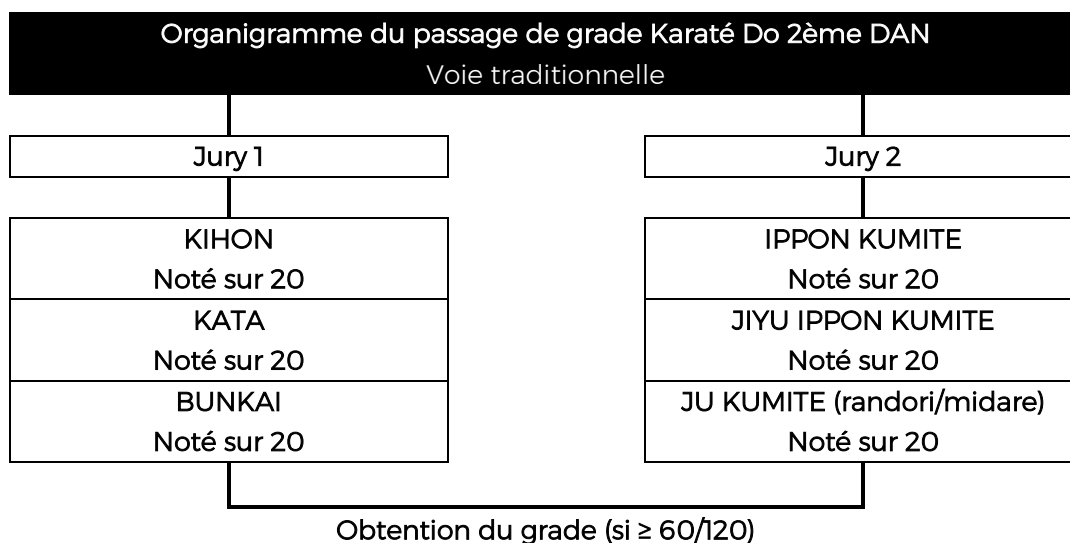 Organigramme du passage de grade Karaté Do 2ème DAN
Voie traditionnelle
Jury 1
KIHON
Noté sur 20
KATA
Noté sur 20
BUNKAI
Noté sur 20
Jury 2
IPPON KUMITE
Noté sur 20
JIYU IPPON KUMITE
Noté sur 20
JU KUMITE (randori/midare)
Noté sur 20
Obtention du grade (si ≥ 60/120)